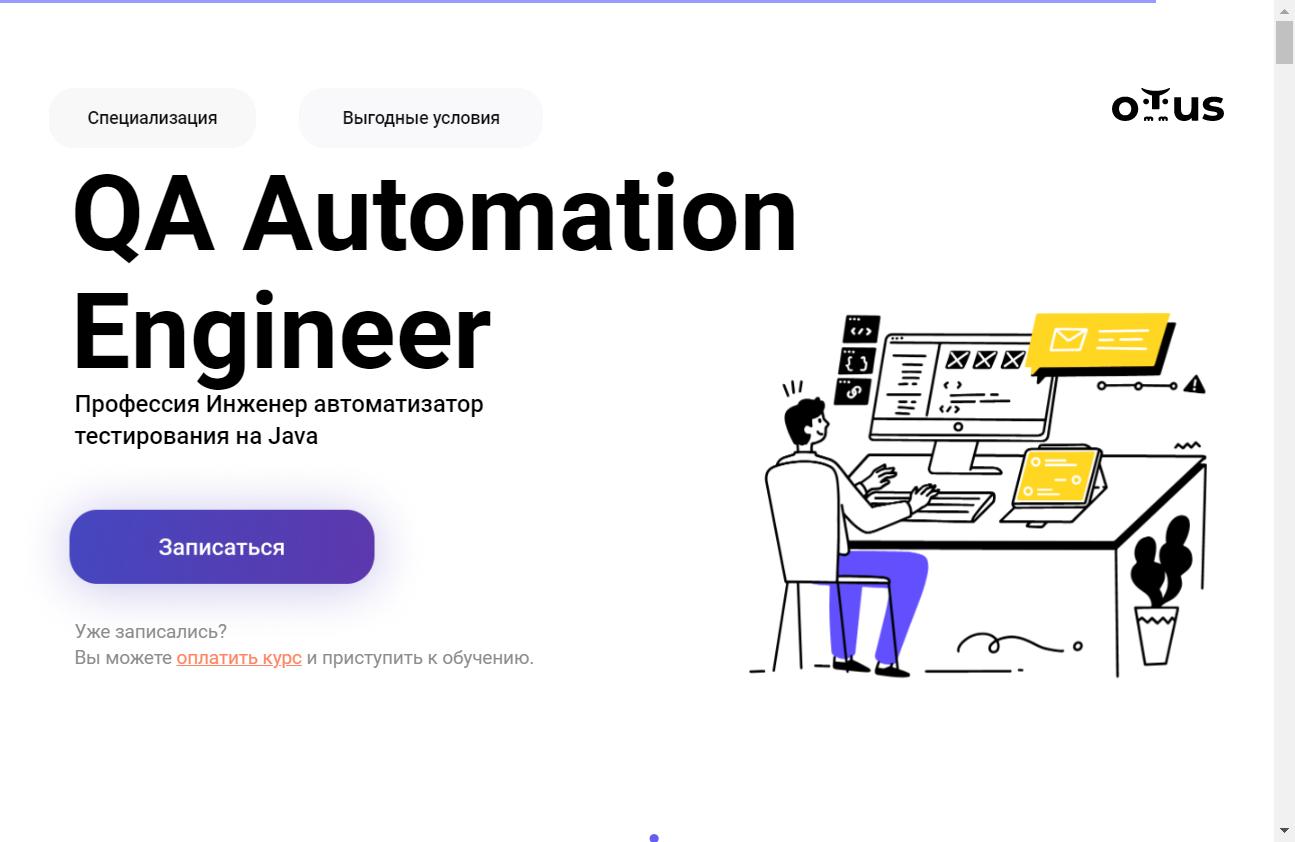 Специализация
Выгодные условия
отus
QA Automation
Engineer
Профессия Инженер автоматизатор
тестирования на Java
Записаться
Уже записались?
Вы можете оплатить курс и приступить к обучению.